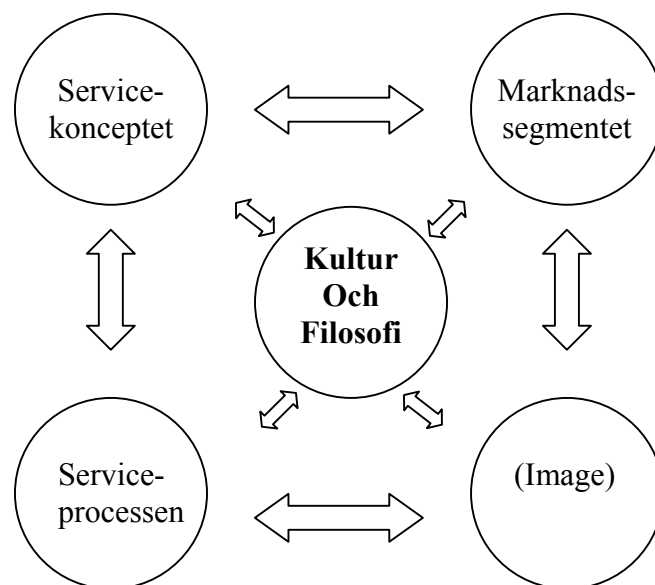 Service-
konceptet
Marknads-
segmentet
Kultur
Och
Filosofi
Service-
processen
(Image)